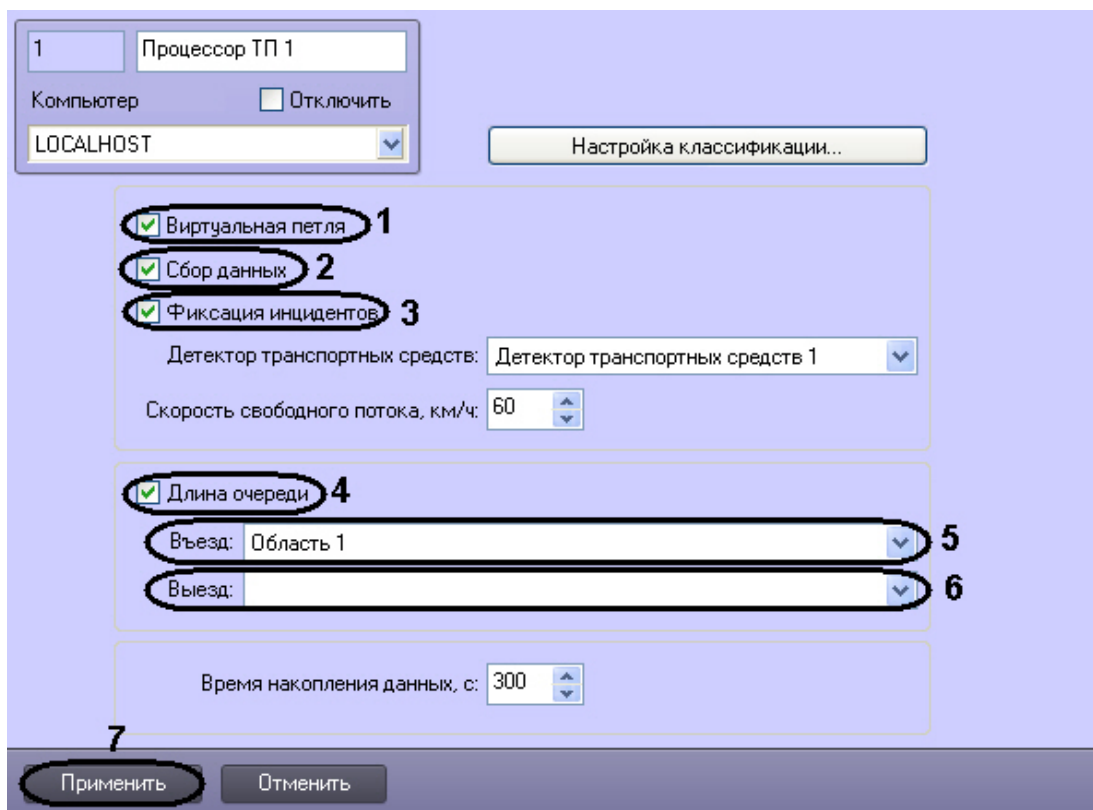 1 Процессор ТП 1
Компьютер Отключить
LOCALHOST
Настройка классификации...
Виртуальная петля 1
Сбор данных 2
Фиксация инцидентов 3
Детектор транспортных средств: Детектор транспортных средств 1
Скорость свободного потока, км/ч: 60
Длина очереди 4
Въезд: Область 1 5
Выезд: 6
Время накопления данных, с: 300
7
Применить Отменить